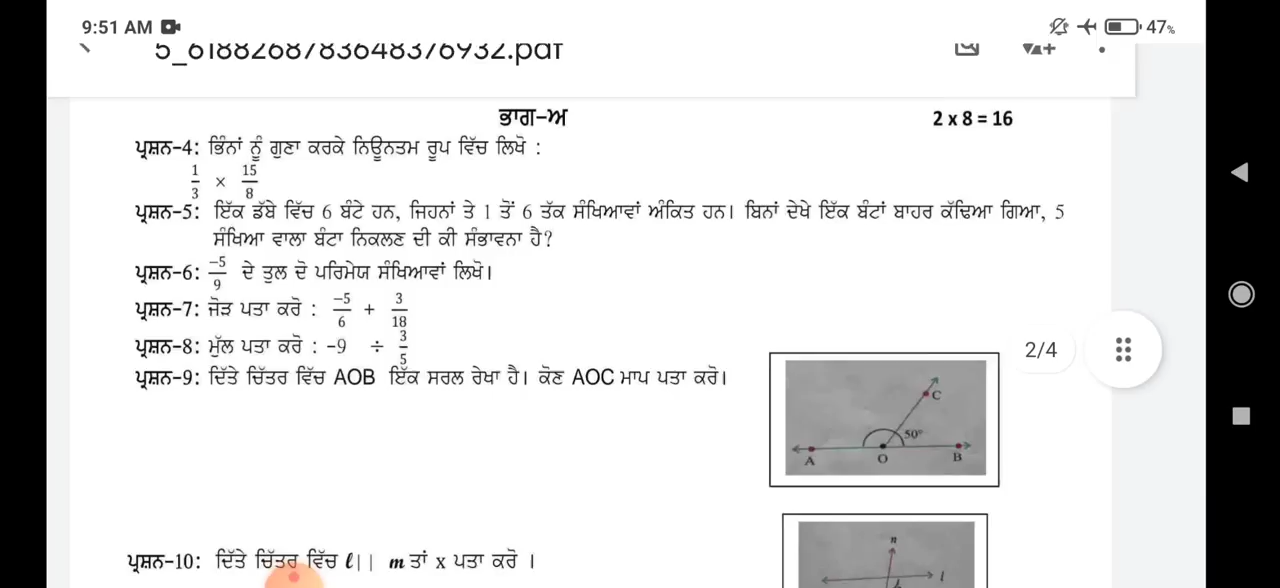 9:51 AM 47%
5_6188268783648376932.pdf
ਭਾਗ-ਅ 2 x 8 = 16
ਪ੍ਰਸ਼ਨ-4: ਭਿੰਨਾਂ ਨੂੰ ਗੁਣਾ ਕਰਕੇ ਨਿਊਨਤਮ ਰੂਪ ਵਿੱਚ ਲਿਖੋ :
1/3 × 15/8
ਪ੍ਰਸ਼ਨ-5: ਇੱਕ ਡੱਬੇ ਵਿੱਚ 6 ਬੰਟੇ ਹਨ, ਜਿਹਨਾਂ ਤੇ 1 ਤੋਂ 6 ਤੱਕ ਸੰਖਿਆਵਾਂ ਅੰਕਿਤ ਹਨ। ਬਿਨਾਂ ਦੇਖੇ ਇੱਕ ਬੰਟਾਂ ਬਾਹਰ ਕੱਢਿਆ ਗਿਆ, 5
ਸੰਖਿਆ ਵਾਲਾ ਬੰਟਾ ਨਿਕਲਣ ਦੀ ਕੀ ਸੰਭਾਵਨਾ ਹੈ?
ਪ੍ਰਸ਼ਨ-6: -5/9 ਦੇ ਤੁਲ ਦੋ ਪਰਿਮੇਯ ਸੰਖਿਆਵਾਂ ਲਿਖੋ।
ਪ੍ਰਸ਼ਨ-7: ਜੋੜ ਪਤਾ ਕਰੋ : -5/6 + 3/18
ਪ੍ਰਸ਼ਨ-8: ਮੁੱਲ ਪਤਾ ਕਰੋ : -9 ÷ 3/5
2/4
ਪ੍ਰਸ਼ਨ-9: ਦਿੱਤੇ ਚਿੱਤਰ ਵਿੱਚ AOB ਇੱਕ ਸਰਲ ਰੇਖਾ ਹੈ। ਕੋਣ AOC ਮਾਪ ਪਤਾ ਕਰੋ।
C
50°
A O B
ਪ੍ਰਸ਼ਨ-10: ਦਿੱਤੇ ਚਿੱਤਰ ਵਿੱਚ ℓ|| m ਤਾਂ x ਪਤਾ ਕਰੋ ।
n
l